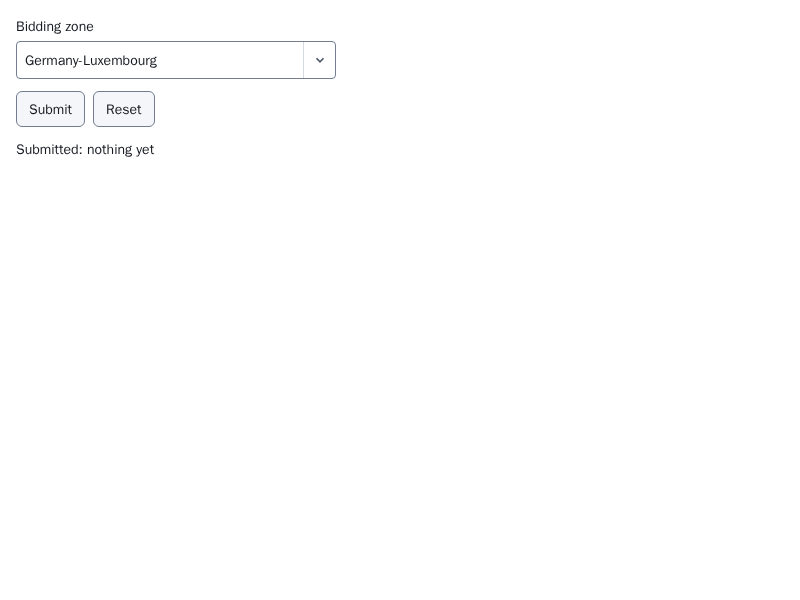 Bidding zone
Germany-Luxembourg
Submit Reset
Submitted: nothing yet